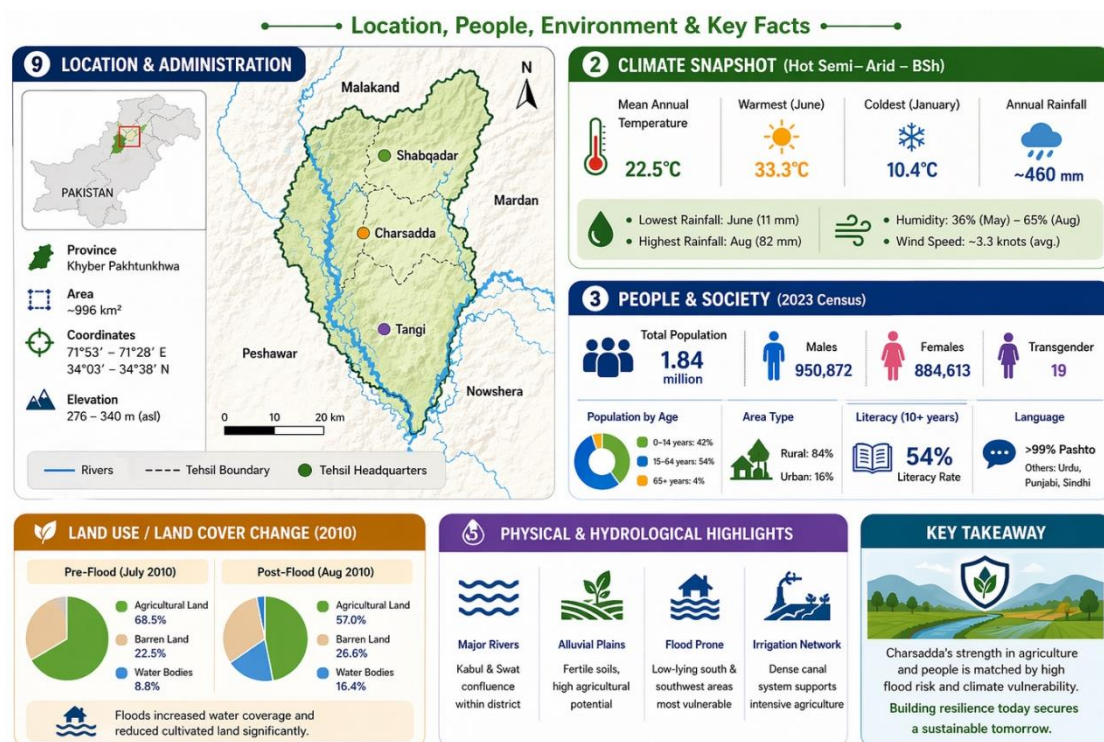 Location, People, Environment & Key Facts
9 LOCATION & ADMINISTRATION
PAKISTAN
Province
Khyber Pakhtunkhwa
Area
~996 km²
Coordinates
71°53′ – 71°28′ E
34°03′ – 34°38′ N
Elevation
276 – 340 m (asl)
Malakand
N
Shabqadar
Mardan
Charsadda
Tangi
Peshawar
Nowshera
0 10 20 km
Rivers
Tehsil Boundary
Tehsil Headquarters
2 CLIMATE SNAPSHOT (Hot Semi–Arid – BSh)
Mean Annual
Temperature
22.5°C
Warmest (June)
33.3°C
Coldest (January)
10.4°C
Annual Rainfall
~460 mm
• Lowest Rainfall: June (11 mm)
• Highest Rainfall: Aug (82 mm)
• Humidity: 36% (May) – 65% (Aug)
• Wind Speed: ~3.3 knots (avg.)
3 PEOPLE & SOCIETY (2023 Census)
Total Population
1.84
million
Males
950,872
Females
884,613
Transgender
19
Population by Age
0–14 years: 42%
15–64 years: 54%
65+ years: 4%
Area Type
Rural: 84%
Urban: 16%
Literacy (10+ years)
54%
Literacy Rate
Language
>99% Pashto
Others: Urdu,
Punjabi, Sindhi
LAND USE / LAND COVER CHANGE (2010)
Pre-Flood (July 2010)
Agricultural Land
68.5%
Barren Land
22.5%
Water Bodies
8.8%
Post-Flood (Aug 2010)
Agricultural Land
57.0%
Barren Land
26.6%
Water Bodies
16.4%
Floods increased water coverage and
reduced cultivated land significantly.
5 PHYSICAL & HYDROLOGICAL HIGHLIGHTS
Major Rivers
Kabul & Swat
confluence
within district
Alluvial Plains
Fertile soils,
high agricultural
potential
Flood Prone
Low-lying south &
southwest areas
most vulnerable
Irrigation Network
Dense canal
system supports
intensive agriculture
KEY TAKEAWAY
Charsadda's strength in agriculture
and people is matched by high
flood risk and climate vulnerability.
Building resilience today secures
a sustainable tomorrow.